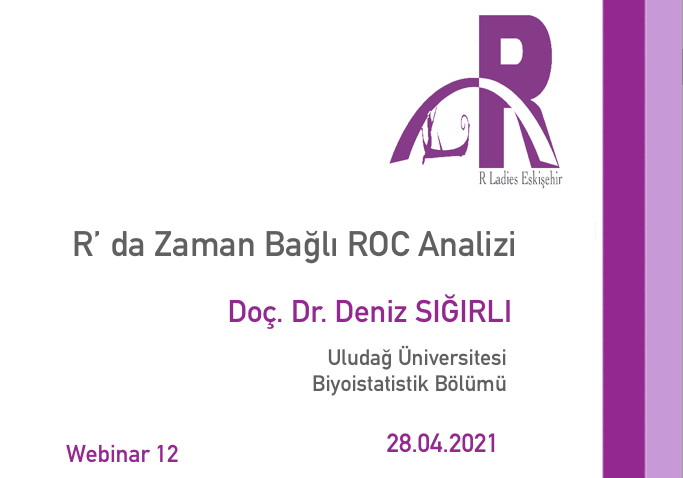 R
R Ladies Eskişehir
R' da Zaman Bağlı ROC Analizi
Doç. Dr. Deniz SIĞIRLI
Uludağ Üniversitesi
Biyoistatistik Bölümü
28.04.2021
Webinar 12